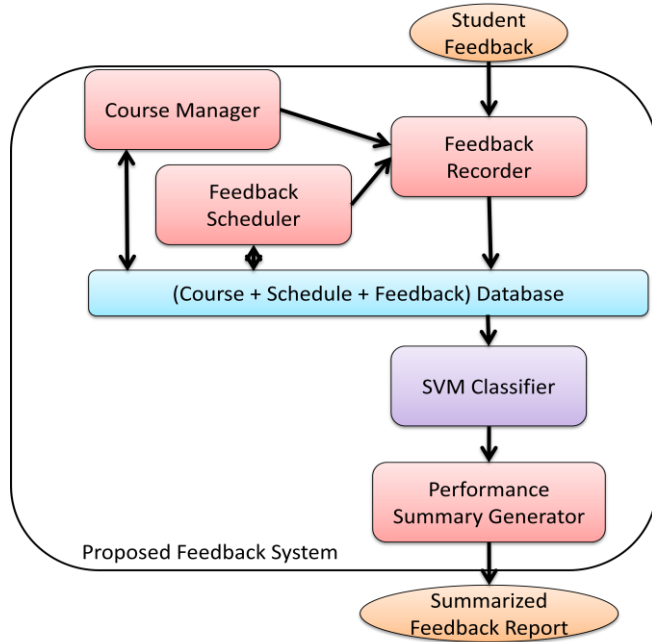 Student
Feedback
Course Manager
Feedback
Recorder
Feedback
Scheduler
(Course + Schedule + Feedback) Database
SVM Classifier
Performance
Summary Generator
Proposed Feedback System
Summarized
Feedback Report